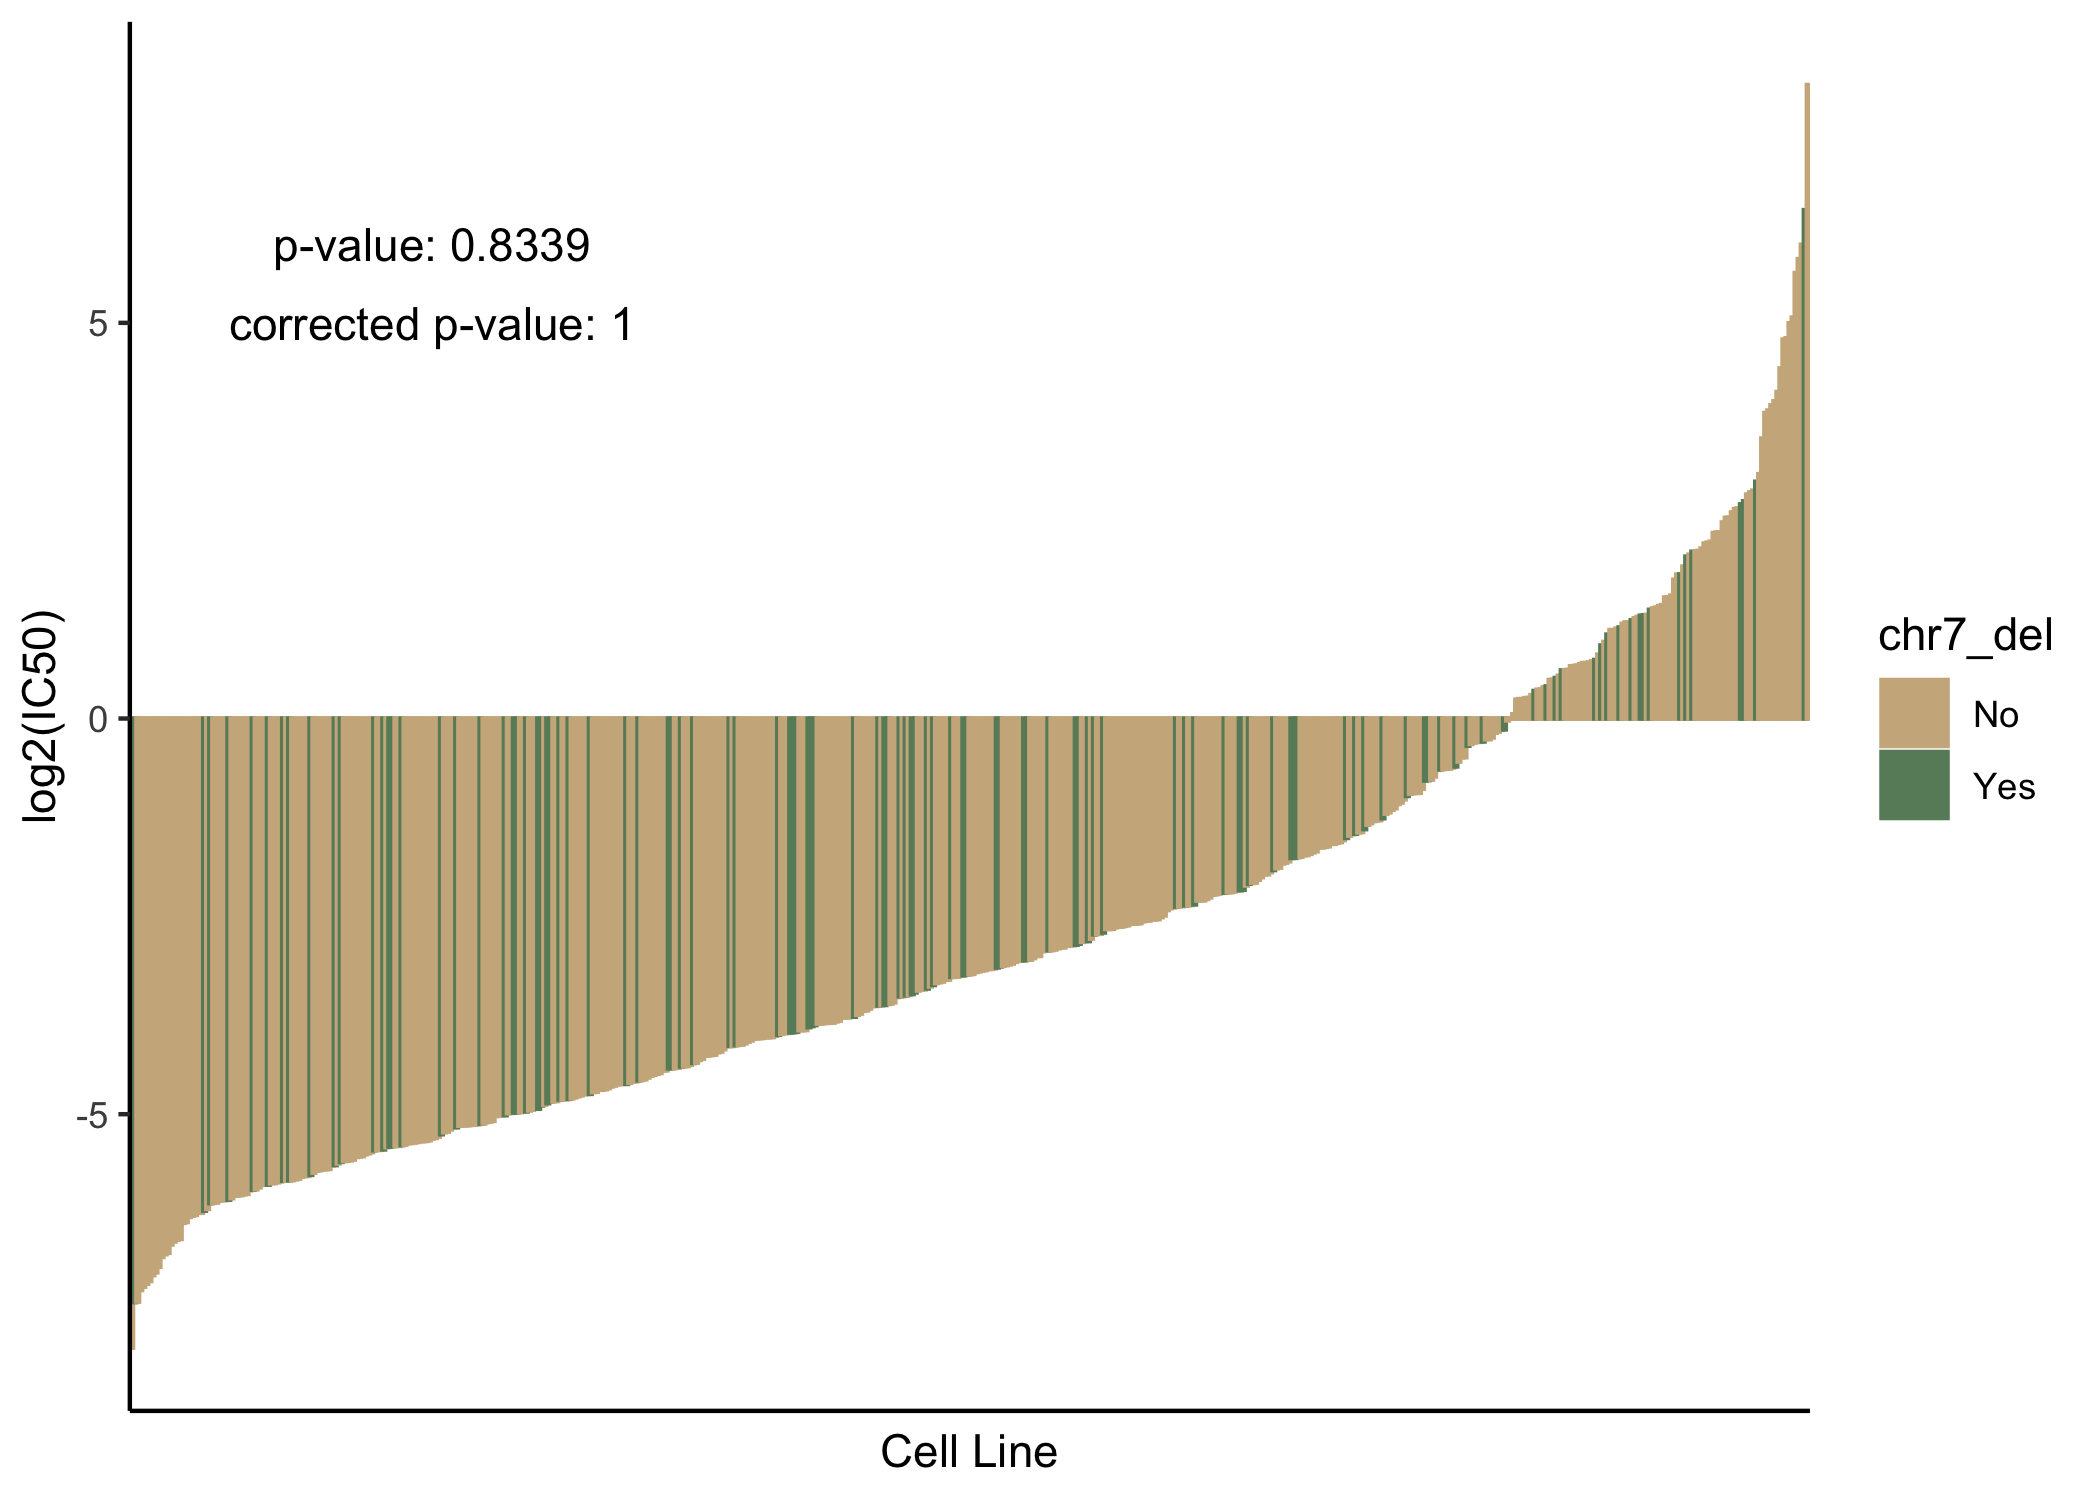 p-value: 0.8339
corrected p-value: 1
5
0
-5
log2(IC50)
Cell Line
chr7_del
No
Yes